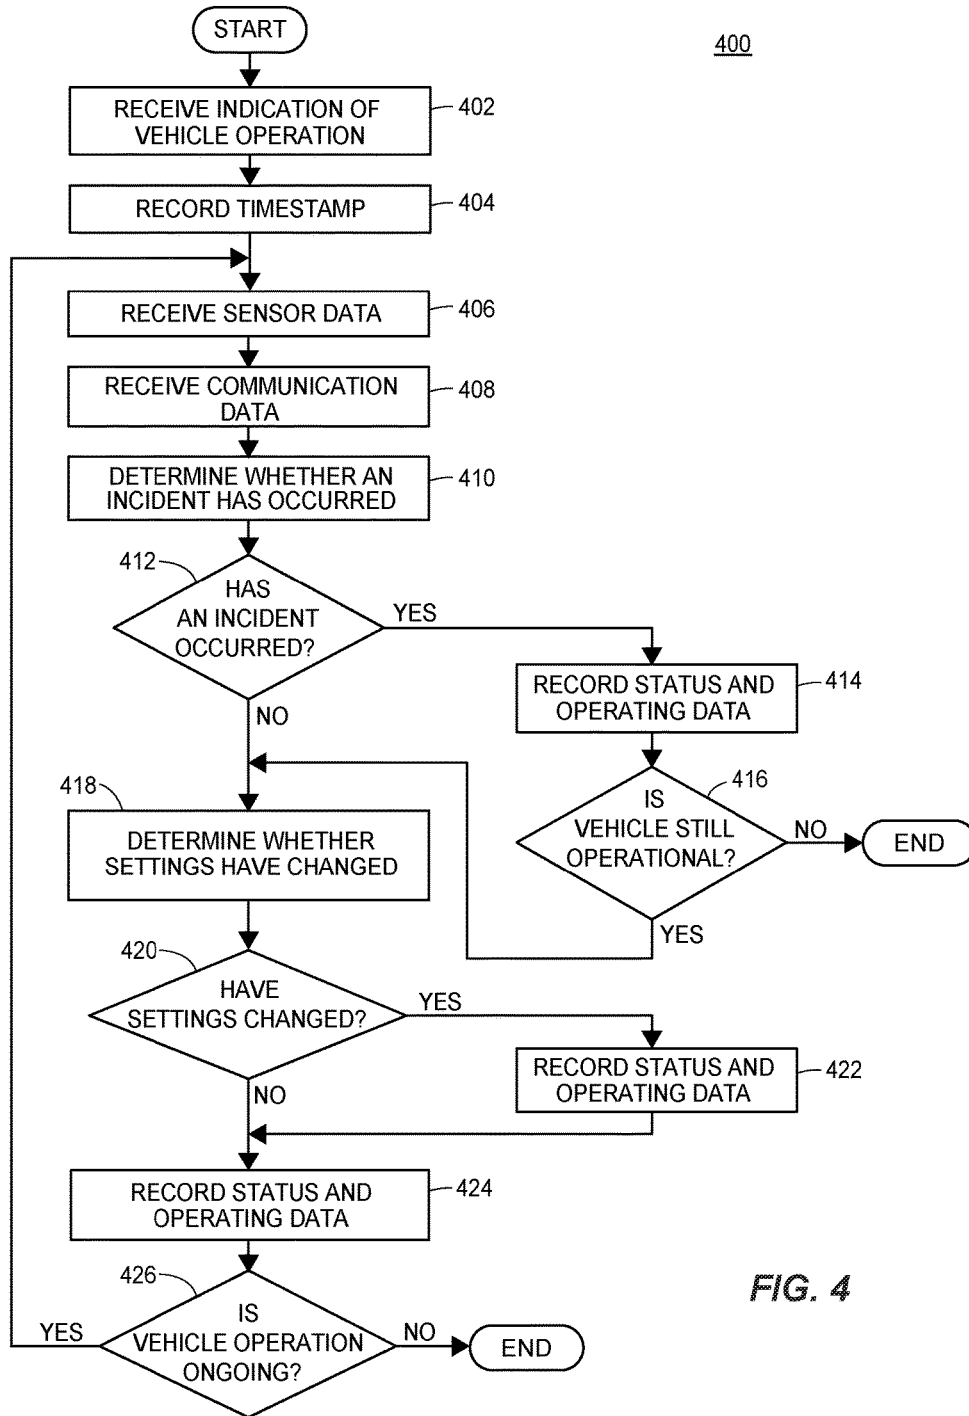 START
400
RECEIVE INDICATION OF
VEHICLE OPERATION
402
RECORD TIMESTAMP
404
RECEIVE SENSOR DATA
406
RECEIVE COMMUNICATION
DATA
408
DETERMINE WHETHER AN
INCIDENT HAS OCCURRED
410
412
HAS
AN INCIDENT
OCCURRED?
YES
NO
RECORD STATUS AND
OPERATING DATA
414
416
IS
VEHICLE STILL
OPERATIONAL?
NO
END
YES
418
DETERMINE WHETHER
SETTINGS HAVE CHANGED
420
HAVE
SETTINGS CHANGED?
YES
NO
RECORD STATUS AND
OPERATING DATA
422
RECORD STATUS AND
OPERATING DATA
424
426
IS
VEHICLE OPERATION
ONGOING?
YES
NO
END
FIG. 4